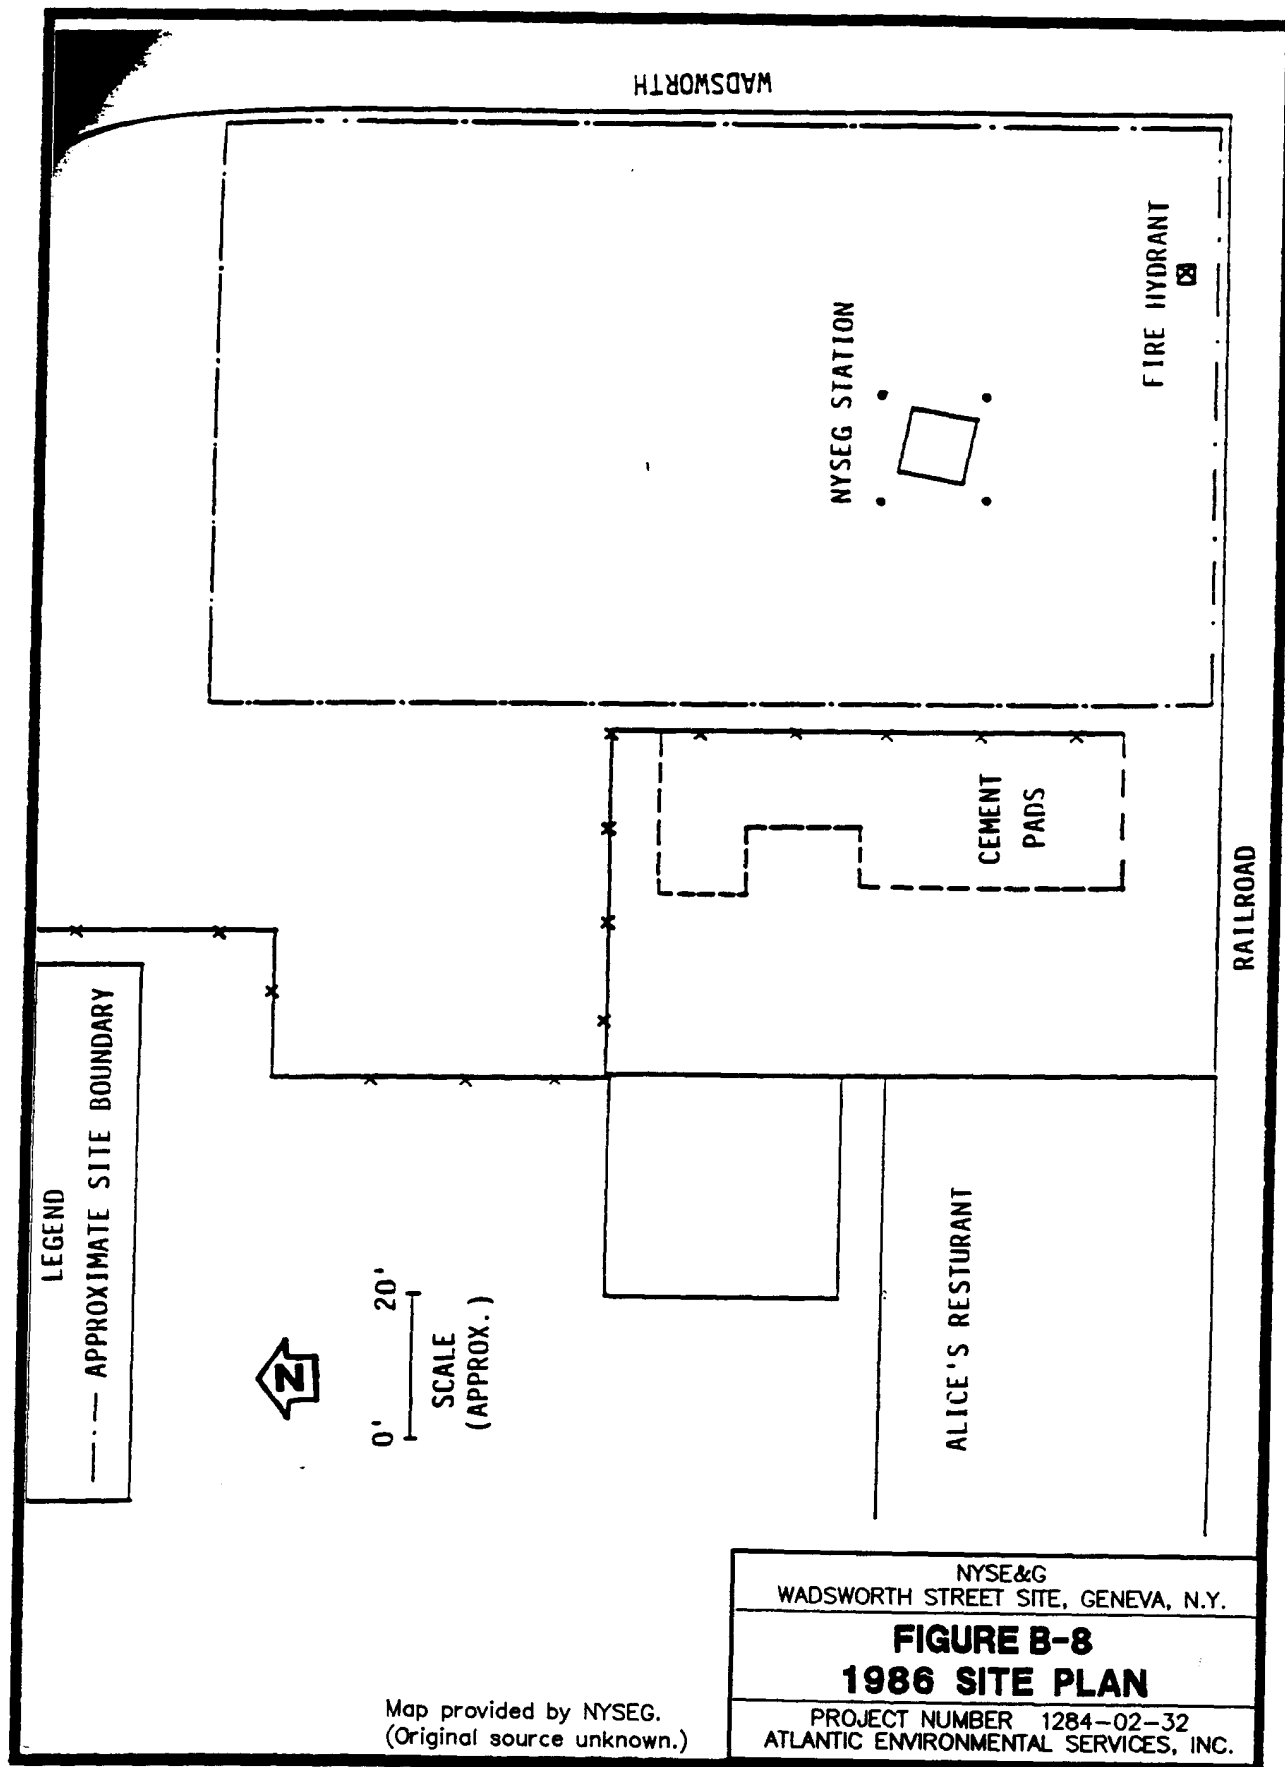 WADSWORTH
FIRE HYDRANT
NYSEG STATION
CEMENT
PADS
RAILROAD
LEGEND
APPROXIMATE SITE BOUNDARY
N
0' 20'
SCALE
(APPROX.)
ALICE'S RESTURANT
NYSE&G
WADSWORTH STREET SITE, GENEVA, N.Y.
FIGURE B-8
1986 SITE PLAN
PROJECT NUMBER 1284-02-32
ATLANTIC ENVIRONMENTAL SERVICES, INC.
Map provided by NYSEG.
(Original source unknown.)